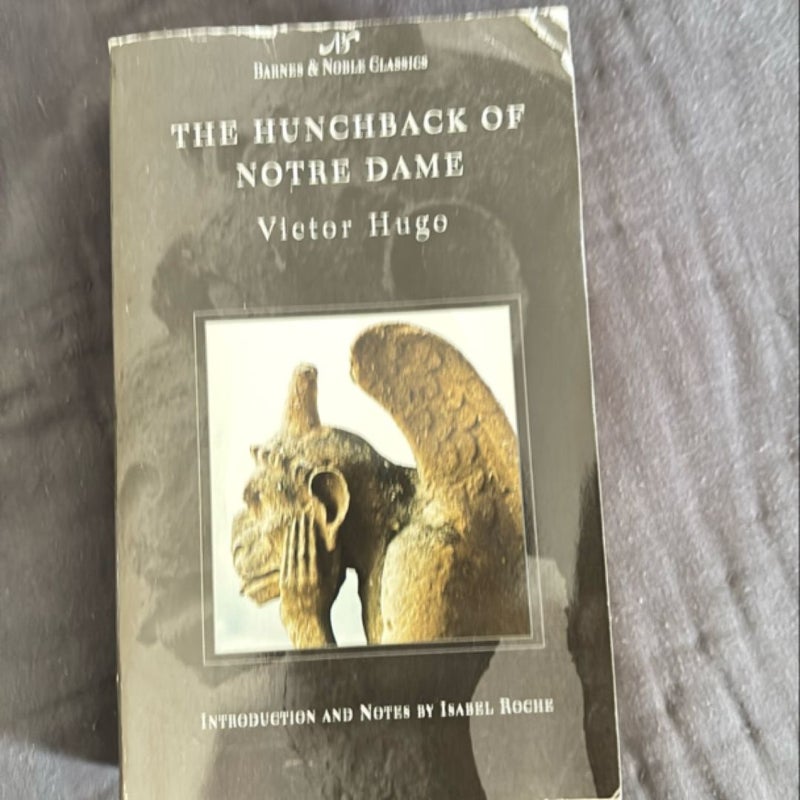 BARNES & NOBLE CLASSICS
THE HUNCHBACK OF
NOTRE DAME
Victor Hugo
INTRODUCTION AND NOTES BY ISABEL ROCHE